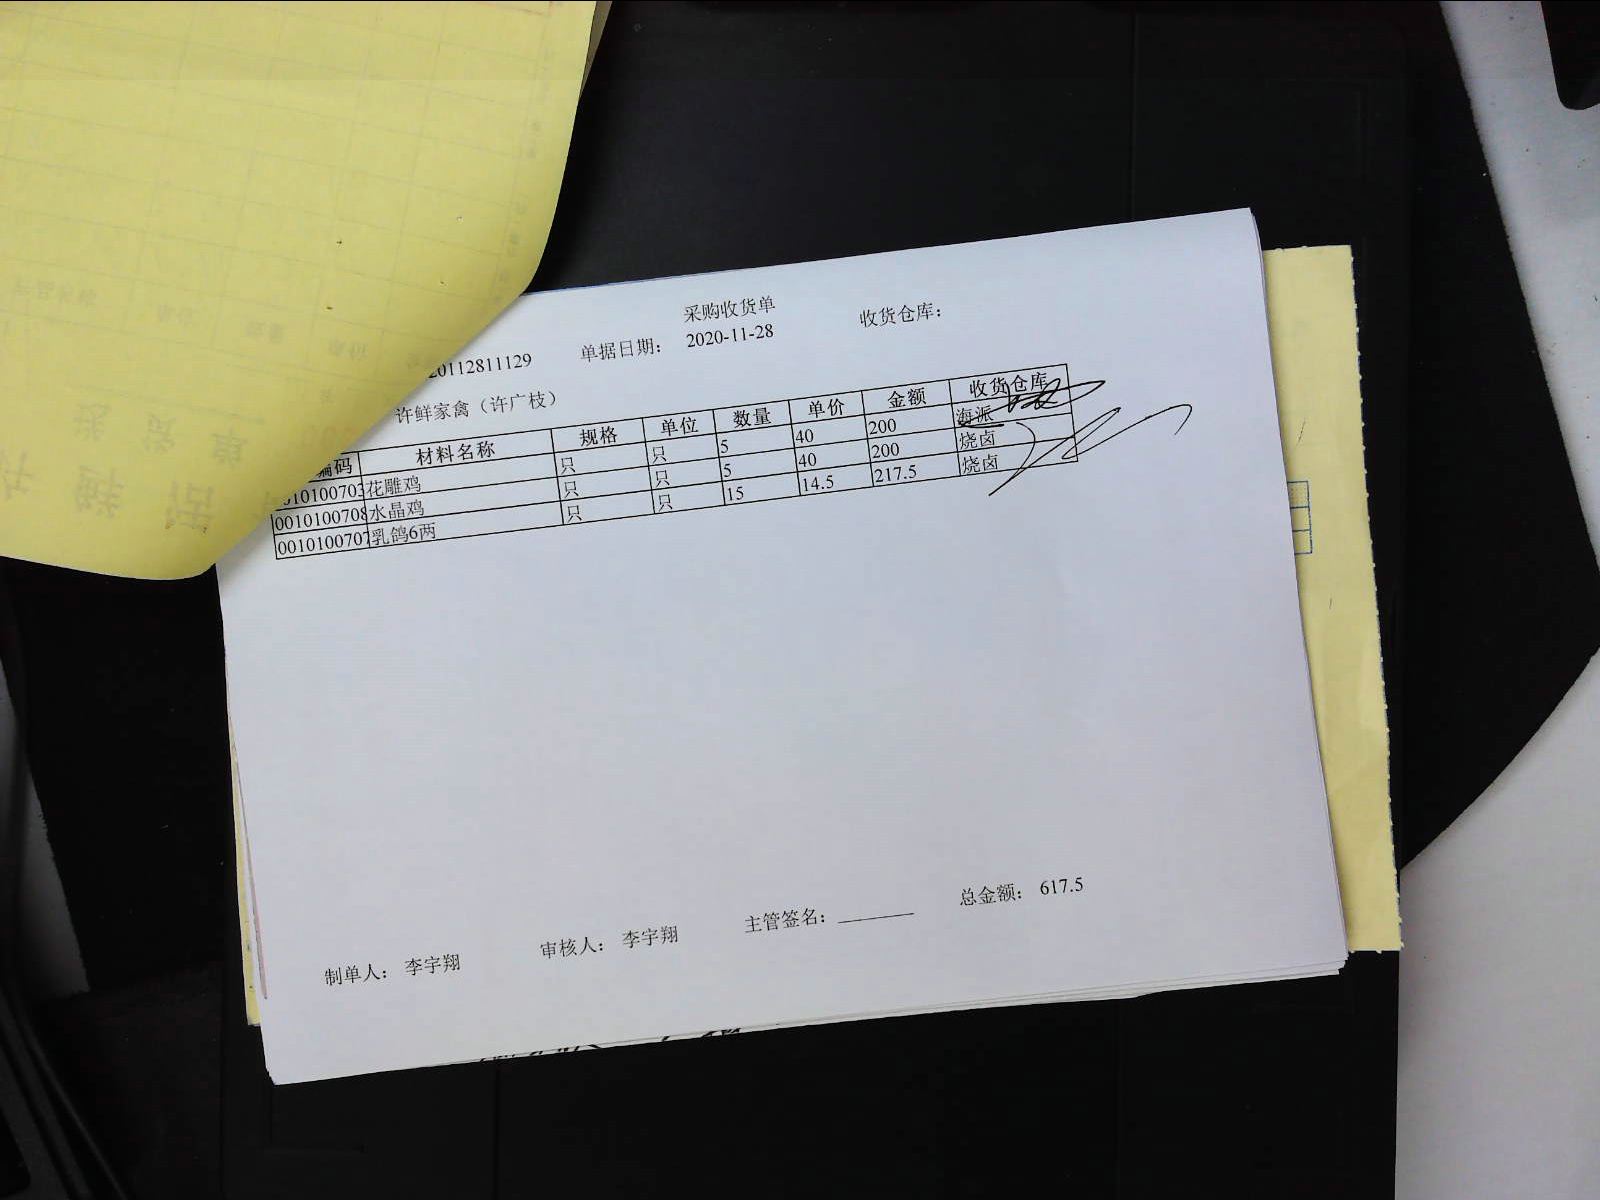 采购收货单
20112811129 单据日期： 2020-11-28 收货仓库：
许鲜家禽（许广枝）
编码 材料名称 规格 单位 数量 单价 金额 收货仓库
0010100703 花雕鸡 只 只 5 40 200 海派
0010100708 水晶鸡 只 只 5 40 200 烧卤
0010100707 乳鸽6两 只 只 15 14.5 217.5 烧卤
总金额： 617.5
制单人： 李宇翔 审核人： 李宇翔 主管签名：